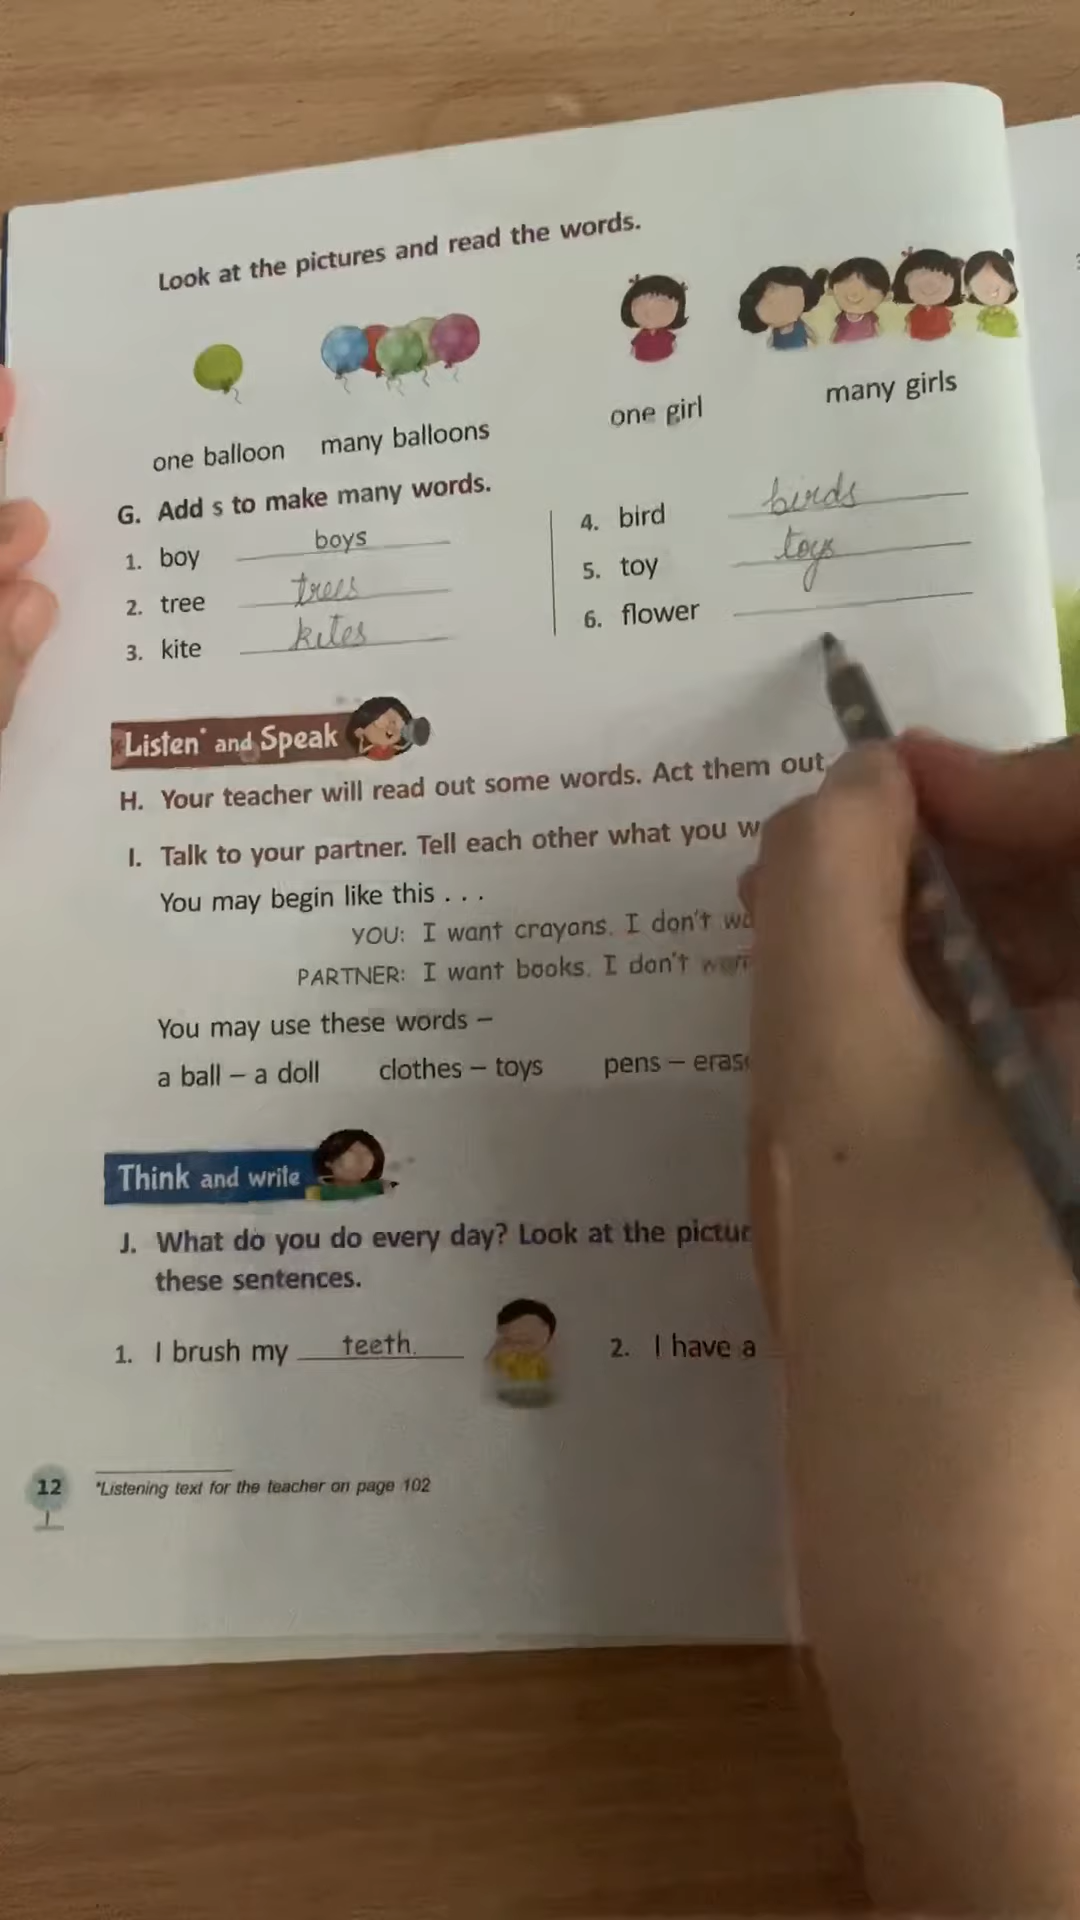 Look at the pictures and read the words.
one balloon many balloons one girl many girls
G. Add s to make many words.
1. boy boys
2. tree trees
3. kite kites
4. bird birds
5. toy toys
6. flower
Listen* and Speak
H. Your teacher will read out some words. Act them out
I. Talk to your partner. Tell each other what you
You may begin like this . . .
YOU: I want crayons. I don't
PARTNER: I want books. I don't
You may use these words –
a ball – a doll clothes – toys pens –
Think and write
J. What do you do every day? Look at the
these sentences.
1. I brush my teeth. 2. I have a
12 *Listening text for the teacher on page 102